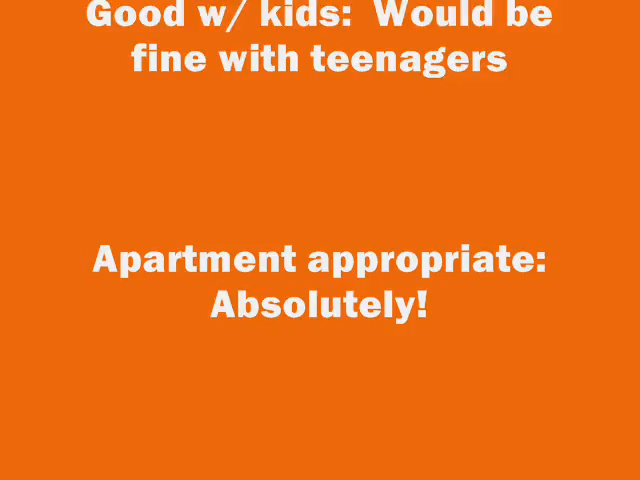 Good w/ kids:  Would be
fine with teenagers
Apartment appropriate:
Absolutely!